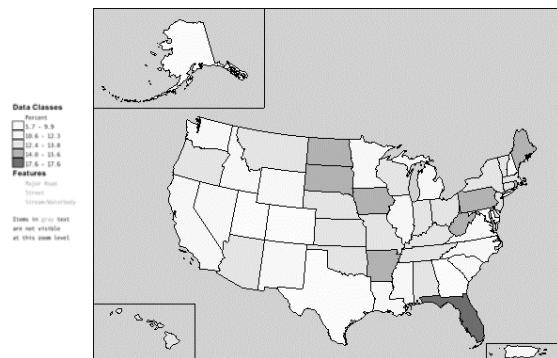 Data Classes
Percent
5.7 - 9.9
10.6 - 12.3
12.4 - 13.8
14.0 - 15.6
17.6 - 17.6
Features
Major Road
Street
Stream/Waterbody
Items in gray text
are not visible
at this zoom level